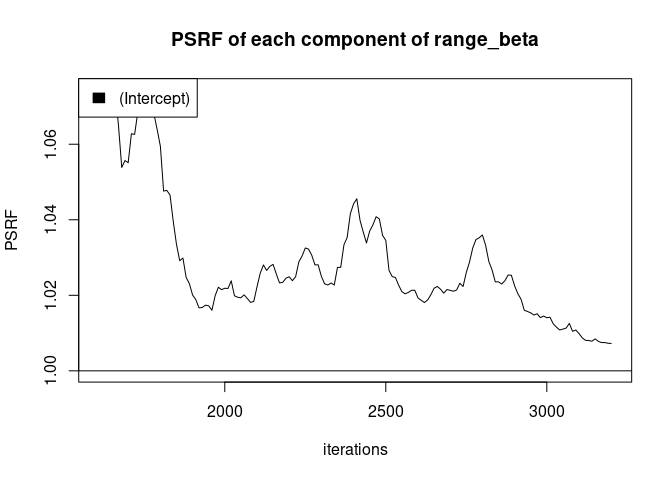 PSRF of each component of range_beta
(Intercept)
PSRF
1.06
1.04
1.02
1.00
2000 2500 3000
iterations